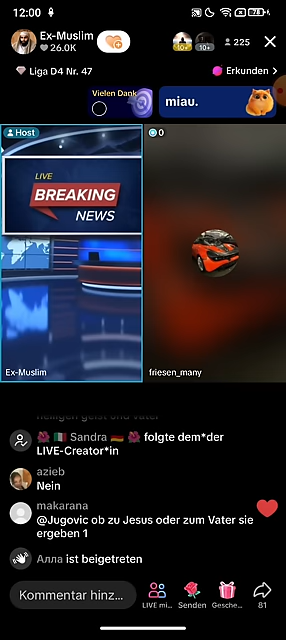 12:00
78
Ex-Muslim
26.0K
10+
10+
225
Liga D4 Nr. 47
Erkunden
Vielen Dank
miau.
Host
0
LIVE
BREAKING
NEWS
Ex-Muslim
friesen_many
heiligen geist und vater
Sandra folgte dem*der
LIVE-Creator*in
azieb
Nein
makarana
@Jugovic ob zu Jesus oder zum Vater sie
ergeben 1
Алла ist beigetreten
Kommentar hinz...
LIVE mi...
Senden
Gesche...
81